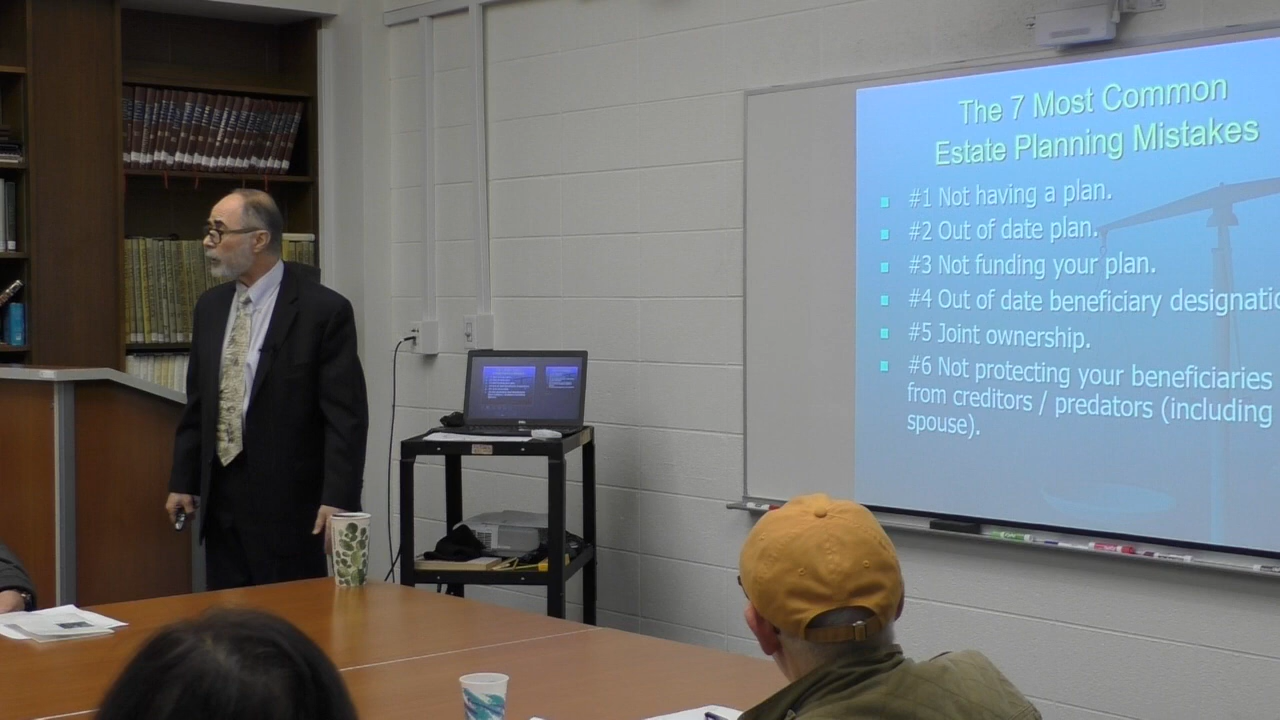 The 7 Most Common
Estate Planning Mistakes
#1 Not having a plan.
#2 Out of date plan.
#3 Not funding your plan.
#4 Out of date beneficiary designatio
#5 Joint ownership.
#6 Not protecting your beneficiaries
from creditors / predators (including
spouse).